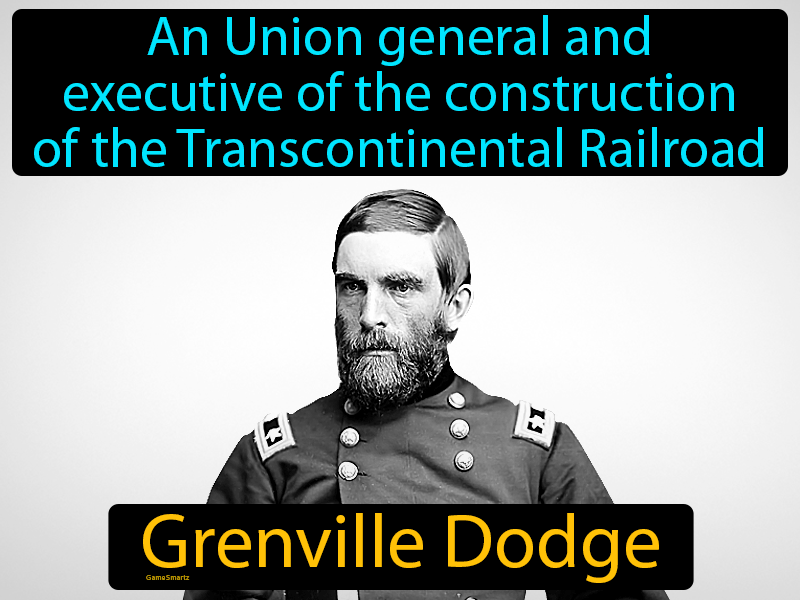 An Union general and
executive of the construction
of the Transcontinental Railroad
Grenville Dodge
GameSmartz